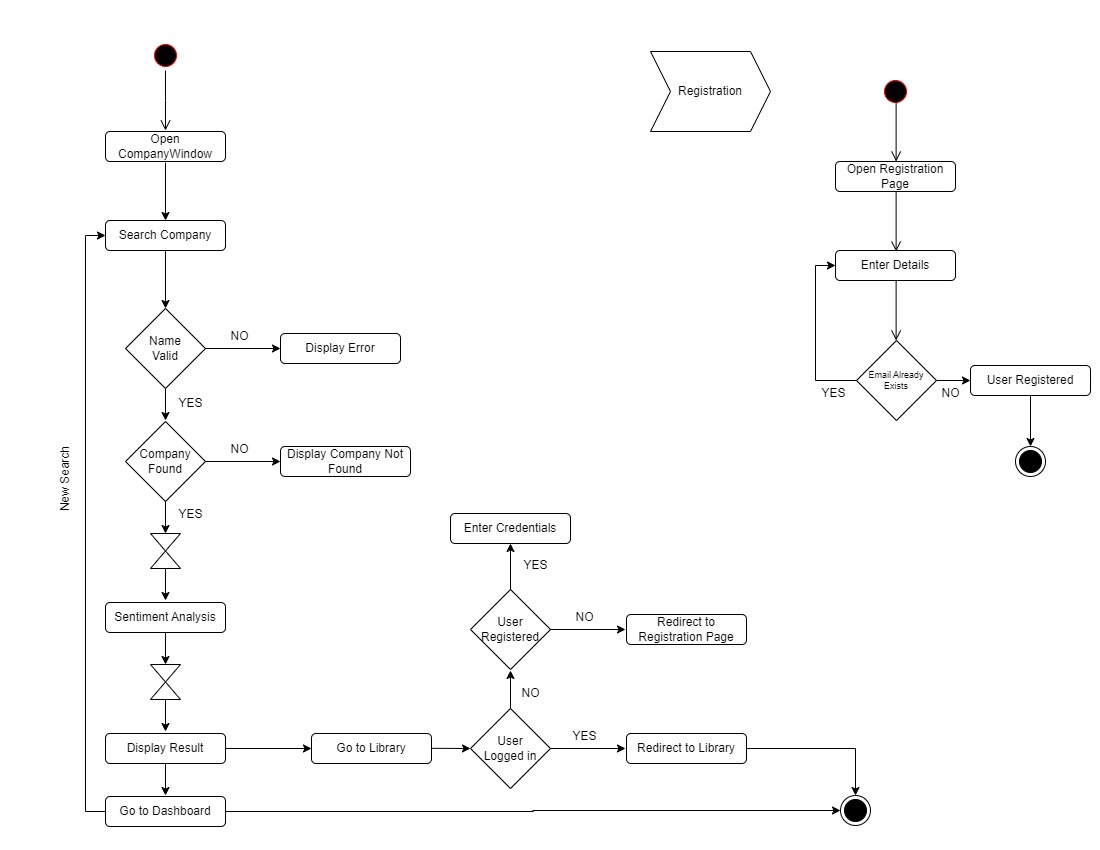 Registration
Open
CompanyWindow
Open Registration
Page
Search Company
Enter Details
Name
Valid
NO
Display Error
YES
Email Already
Exists
YES
NO
User Registered
Company
Found
NO
Display Company Not
Found
YES
New Search
Enter Credentials
YES
Sentiment Analysis
User
Registered
NO
Redirect to
Registration Page
NO
Display Result
Go to Library
User
Logged in
YES
Redirect to Library
Go to Dashboard